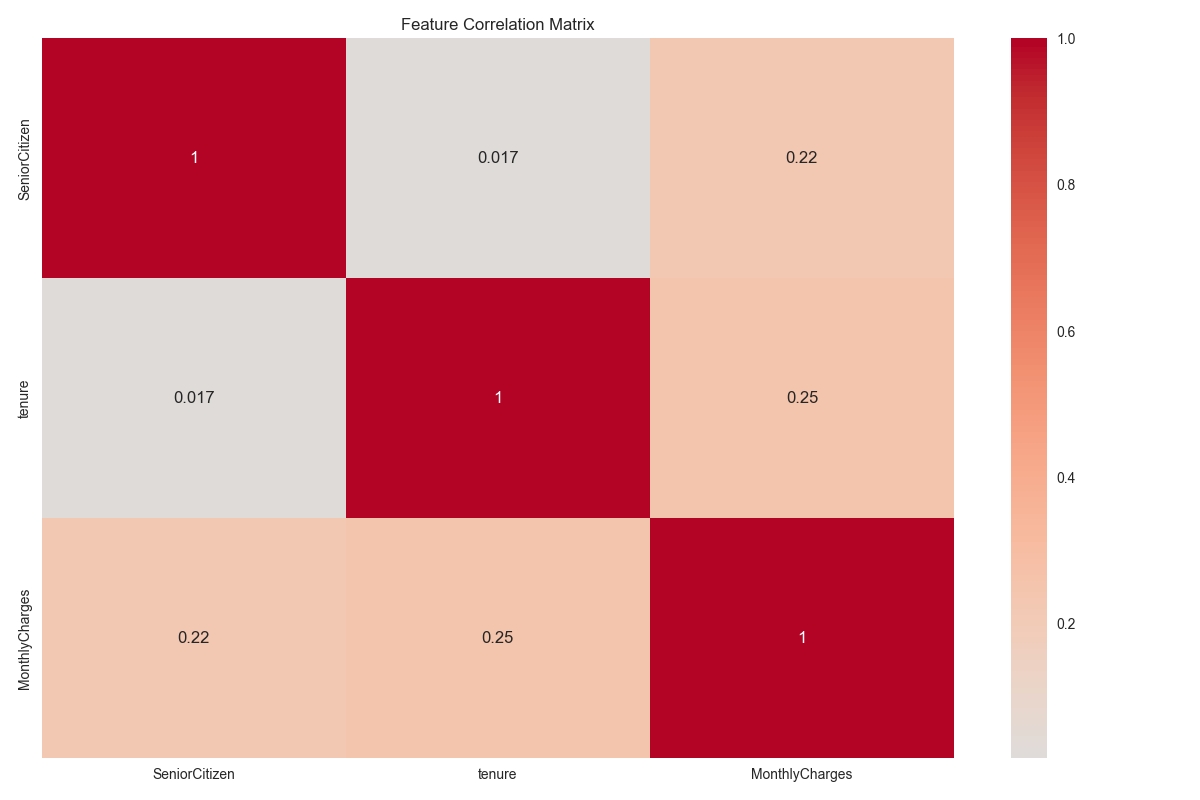 Feature Correlation Matrix
SeniorCitizen
1
0.017
0.22
tenure
0.017
1
0.25
MonthlyCharges
0.22
0.25
1
SeniorCitizen
tenure
MonthlyCharges
1.0
0.8
0.6
0.4
0.2